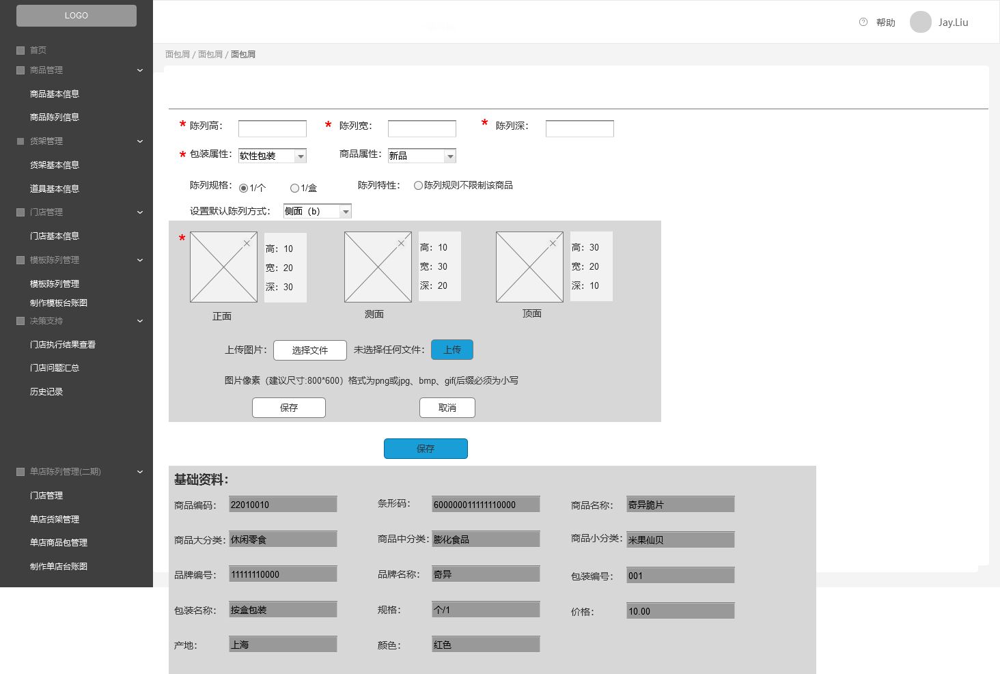 LOGO
帮助
Jay.Liu
首页
商品管理
商品基本信息
商品陈列信息
货架管理
货架基本信息
道具基本信息
门店管理
门店基本信息
模板陈列管理
模板陈列管理
制作模板台账图
决策支持
门店执行结果查看
门店问题汇总
历史记录
单店陈列管理(二期)
门店管理
单店货架管理
单店商品包管理
制作单店台账图
面包屑 / 面包屑 / 面包屑
* 陈列高： * 陈列宽： * 陈列深：
* 包装属性： 软性包装 商品属性： 新品
陈列规格： 1/个 1/盒 陈列特性： 陈列规则不限制该商品
设置默认陈列方式： 侧面（b）
*
高：10
宽：20
深：30
正面
高：10
宽：30
深：20
测面
高：30
宽：20
深：10
顶面
上传图片： 选择文件 未选择任何文件： 上传
图片像素（建议尺寸:800*600）格式为png或jpg、bmp、gif(后缀必须为小写
保存 取消
保存
基础资料：
商品编码： 22010010 条形码： 600000011111110000 商品名称： 奇异脆片
商品大分类： 休闲零食 商品中分类： 膨化食品 商品小分类： 米果仙贝
品牌编号： 11111110000 品牌名称： 奇异 包装编号： 001
包装名称： 按盒包装 规格： 个/1 价格： 10.00
产地： 上海 颜色： 红色